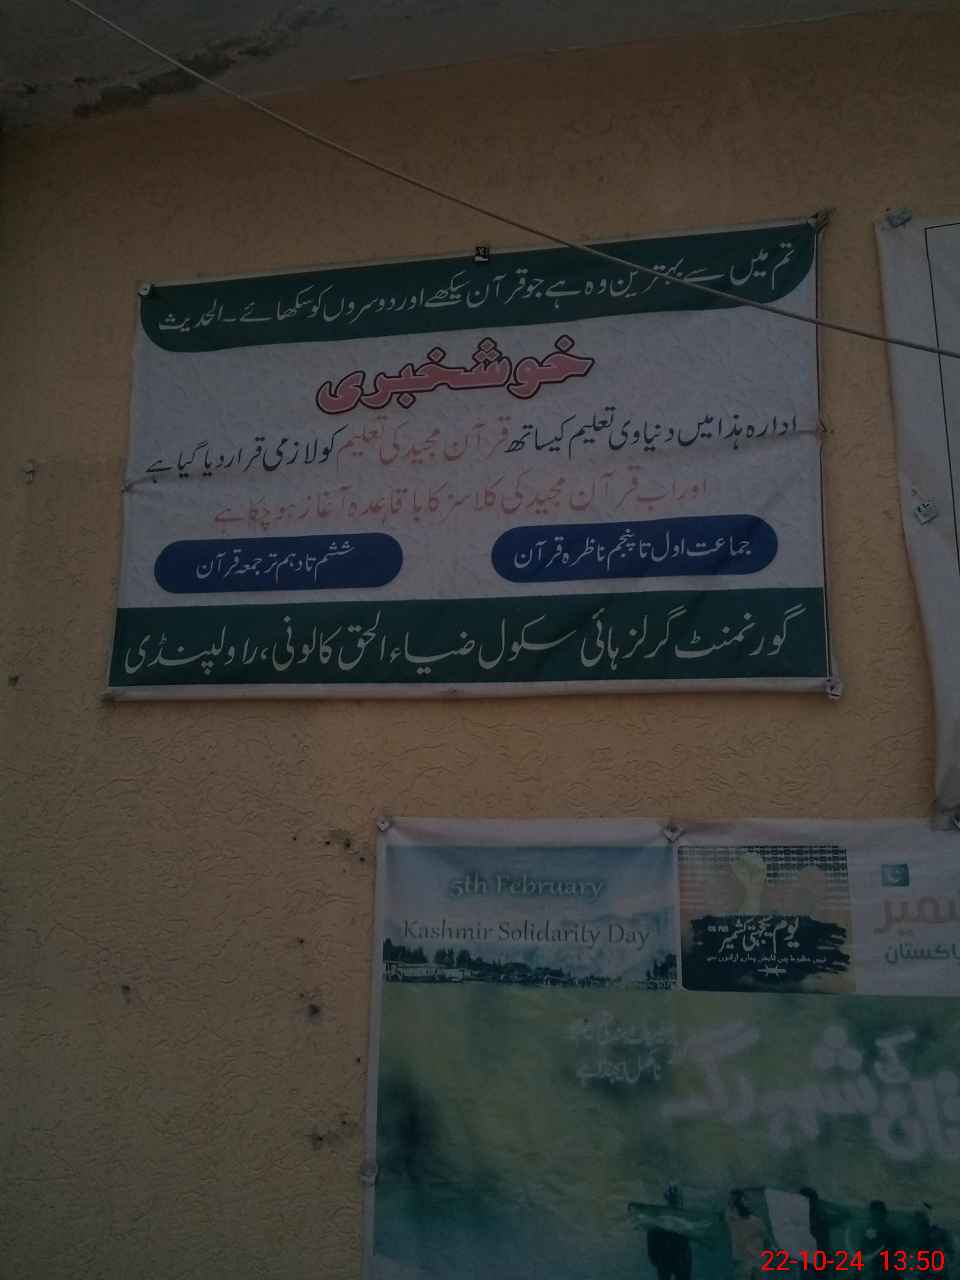 تم میں سے بہترین وہ ہے جو قرآن سیکھے اور دوسروں کو سکھائے ۔ الحدیث
خوشخبری
ادارہ ہذا میں دنیاوی تعلیم کیساتھ قرآن مجید کی تعلیم کو لازمی قرار دیا گیا ہے
اور اب قرآن مجید کی کلاسز کا باقاعدہ آغاز ہو چکا ہے
جماعت اول تا پنجم ناظرہ قرآن
ششم تا دہم ترجمہ قرآن
گورنمنٹ گرلز ہائی سکول ضیاء الحق کالونی، راولپنڈی
5th February
Kashmir Solidarity Day
یوم یکجہتی کشمیر
شہہ رگ
22-10-24 13:50